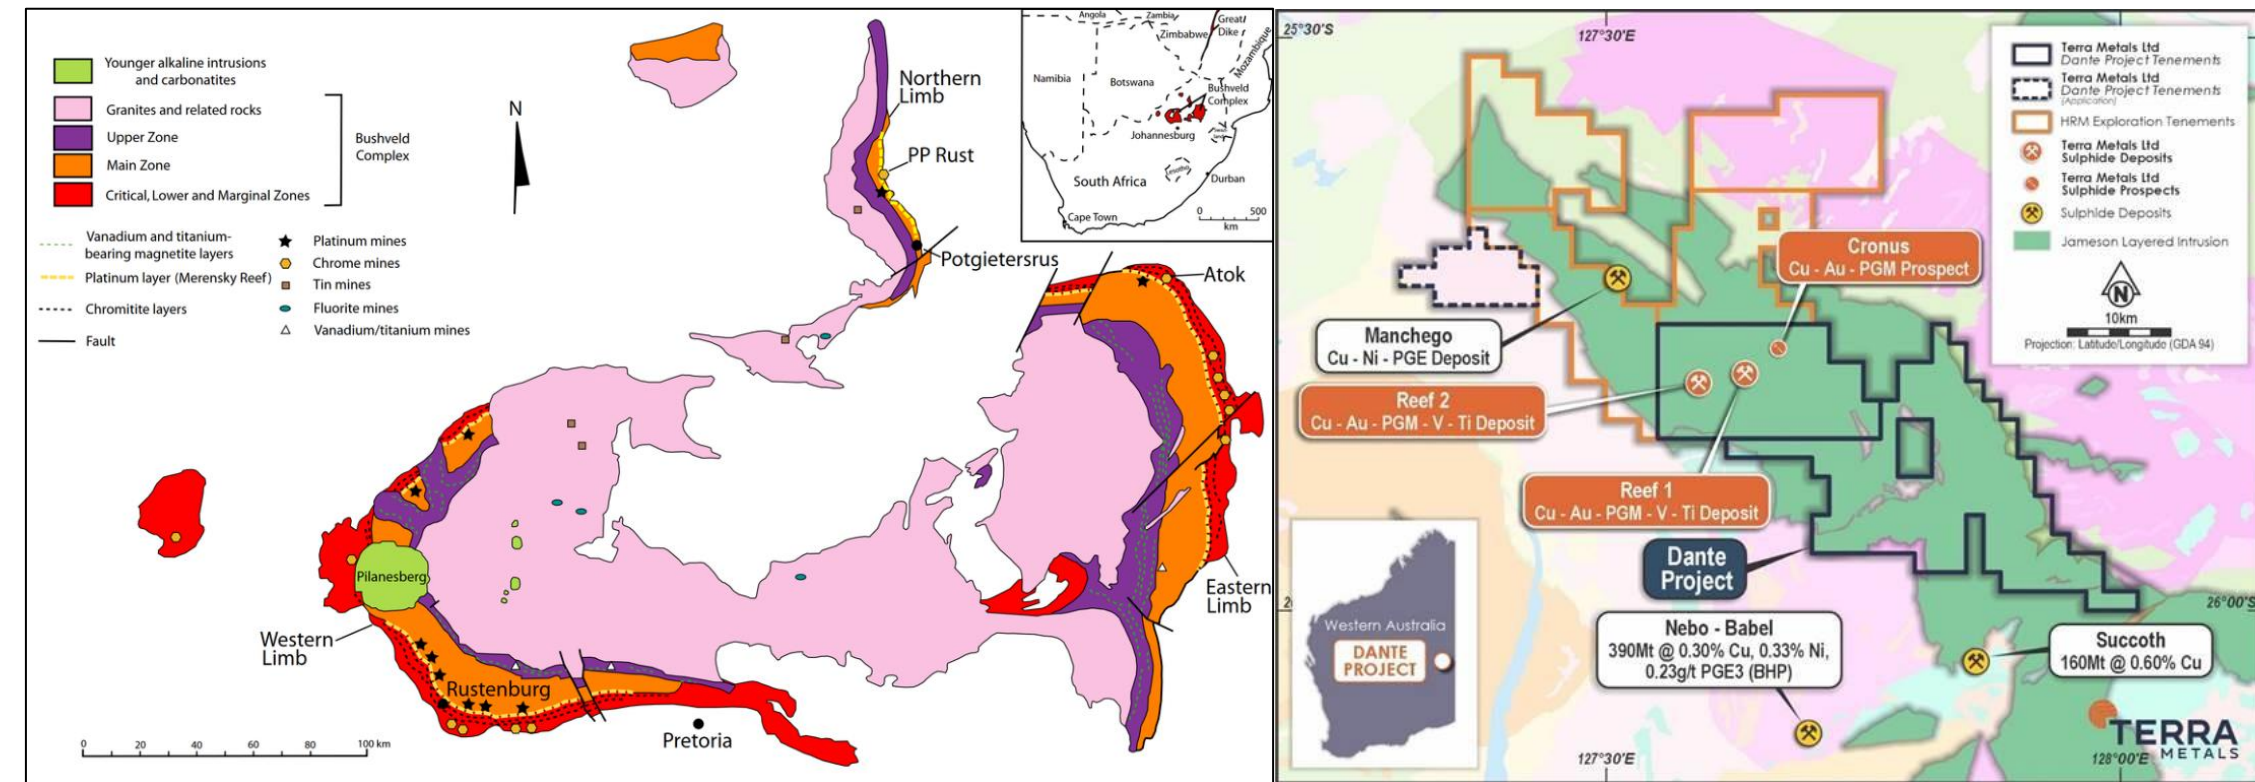 Younger alkaline intrusions
and carbonatites
Granites and related rocks
Upper Zone
Main Zone
Critical, Lower and Marginal Zones
Bushveld
Complex
Vanadium and titanium-
bearing magnetite layers
Platinum layer (Merensky Reef)
Chromitite layers
Fault
Platinum mines
Chrome mines
Tin mines
Fluorite mines
Vanadium/titanium mines
N
Northern
Limb
PP Rust
Potgietersrus
Atok
Eastern
Limb
Pilanesberg
Western
Limb
Rustenburg
Pretoria
0 20 40 60 80 100 km
Angola
Zambia
Great
Dike
Zimbabwe
Mozambique
Namibia
Botswana
Bushveld
Complex
Johannesburg
South Africa
Lesotho
Durban
Cape Town
0 500
km
25°30'S
127°30'E
Terra Metals Ltd
Dante Project Tenements
Terra Metals Ltd
Dante Project Tenements
(Application)
HRM Exploration Tenements
Terra Metals Ltd
Sulphide Deposits
Terra Metals Ltd
Sulphide Prospects
Sulphide Deposits
Jameson Layered Intrusion
N
10km
Projection: Latitude/Longitude (GDA 94)
Cronus
Cu - Au - PGM Prospect
Manchego
Cu - Ni - PGE Deposit
Reef 2
Cu - Au - PGM - V - Ti Deposit
Reef 1
Cu - Au - PGM - V - Ti Deposit
Dante
Project
Western Australia
DANTE
PROJECT
Nebo - Babel
390Mt @ 0.30% Cu, 0.33% Ni,
0.23g/t PGE3 (BHP)
Succoth
160Mt @ 0.60% Cu
26°00'S
127°30'E
128°00'E
TERRA
METALS